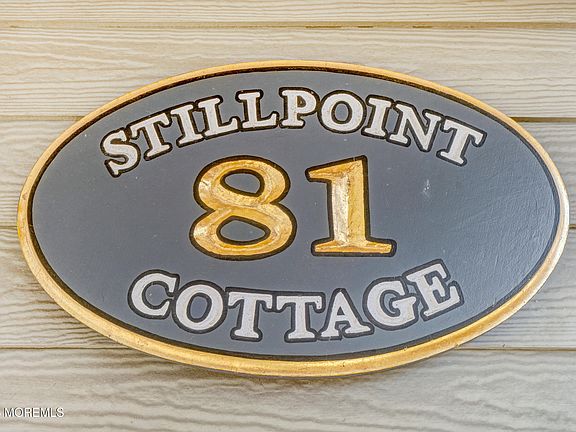 STILLPOINT
81
COTTAGE
MOREMLS